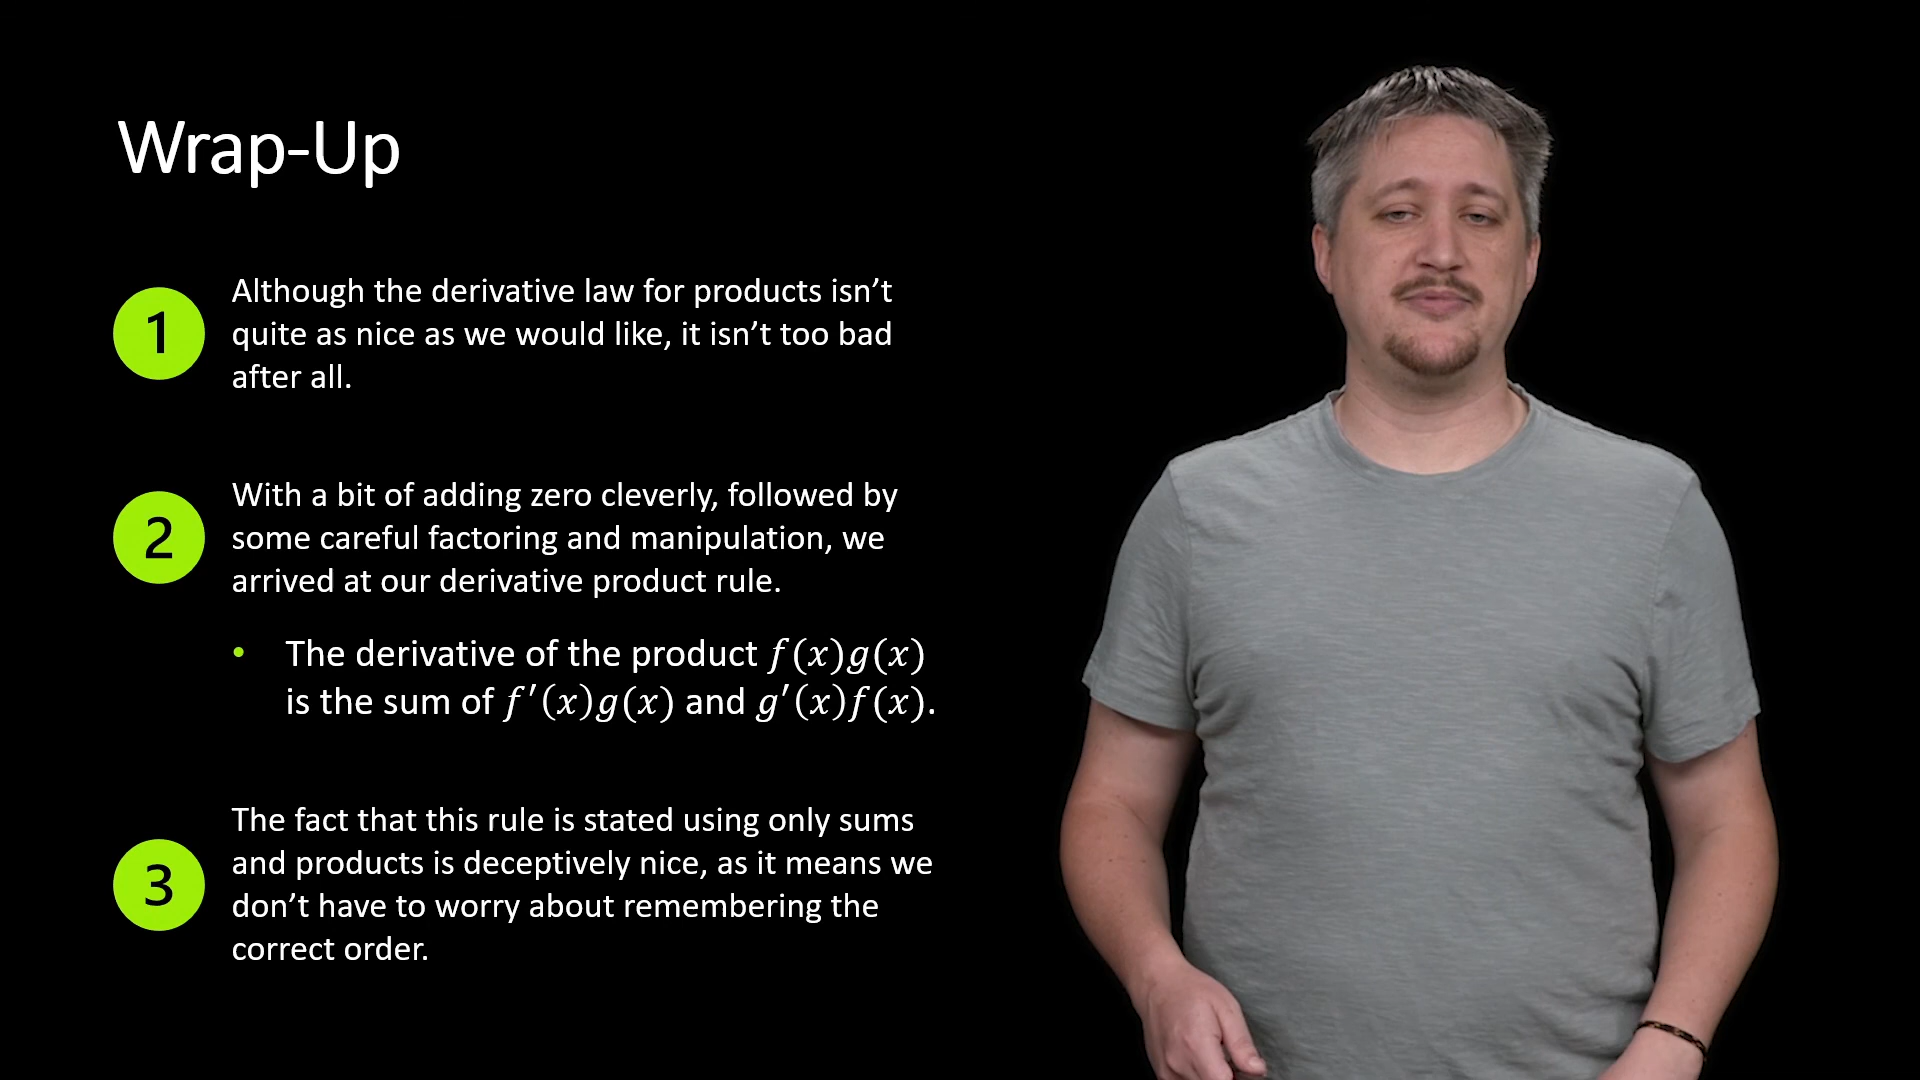 Wrap-Up
1
Although the derivative law for products isn’t
quite as nice as we would like, it isn’t too bad
after all.
2
With a bit of adding zero cleverly, followed by
some careful factoring and manipulation, we
arrived at our derivative product rule.
• The derivative of the product f(x)g(x)
is the sum of f′(x)g(x) and g′(x)f(x).
3
The fact that this rule is stated using only sums
and products is deceptively nice, as it means we
don’t have to worry about remembering the
correct order.